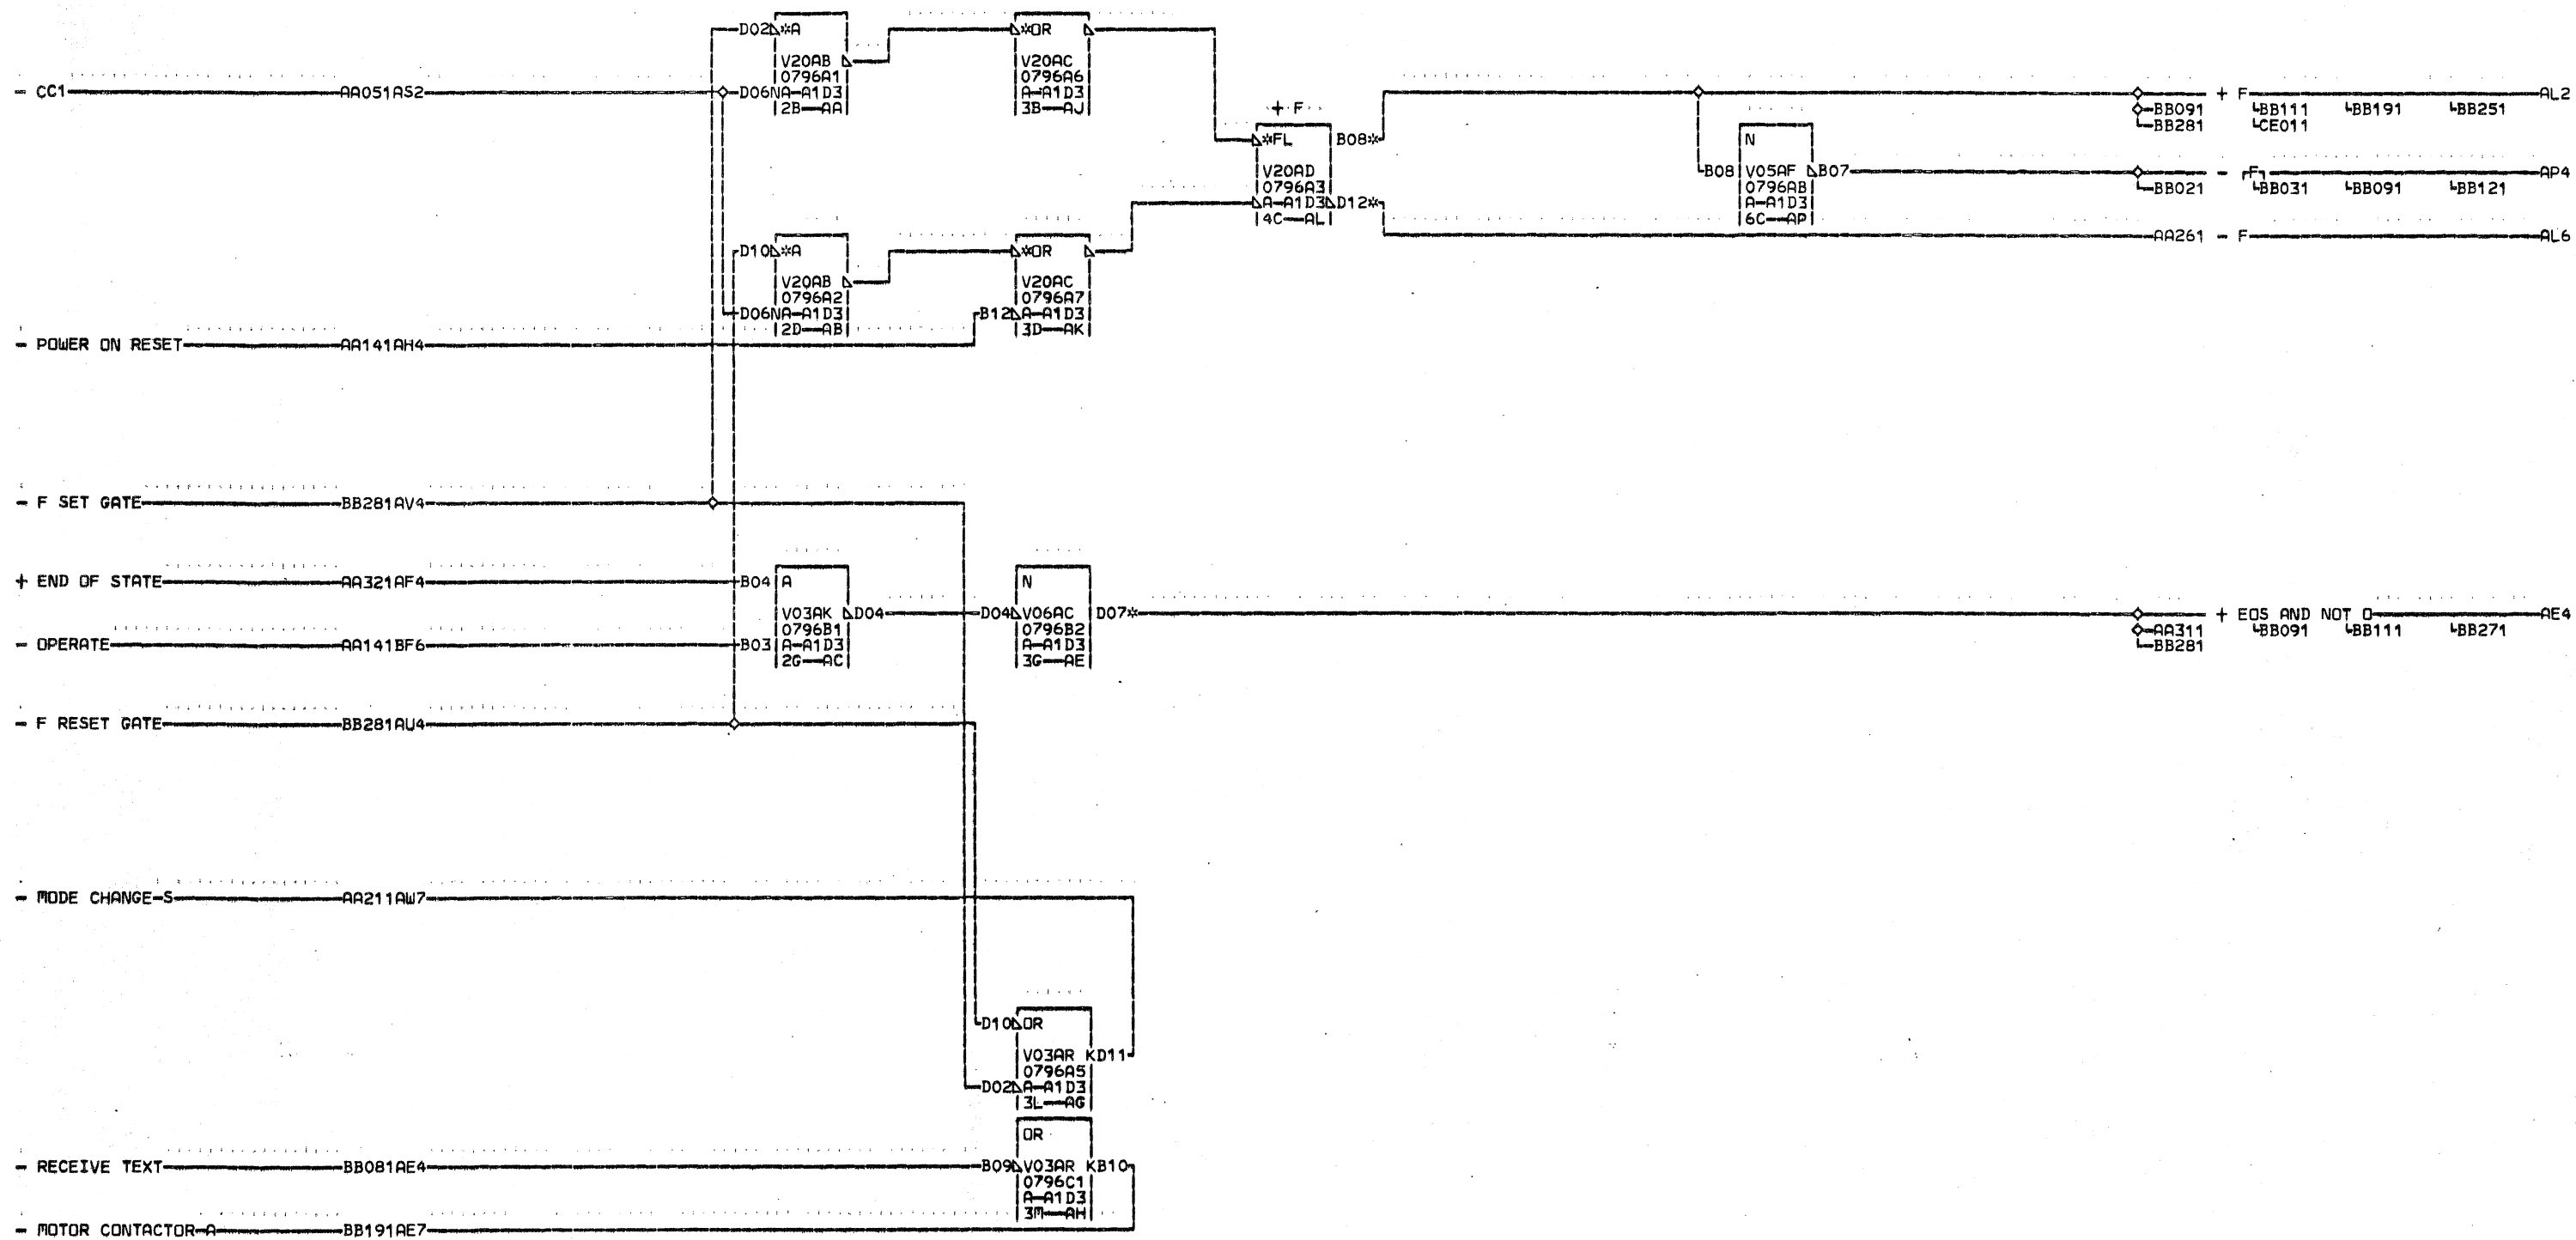 D02 *A
*OR
V20AB
V20AC
0796A1
0796A6
- CC1 AA051AS2 D06NA-A1D3
A-A1D3
2B-AA
3B-AJ
+ F
*FL B08*
V20AD
0796A3
A-A1D3 D12*
4C-AL
N
B08 V05AF B07
0796AB
A-A1D3
6C-AP
+ F AL2
BB091 BB111 BB191 BB251
BB281 CE011
- F AP4
BB021 BB031 BB091 BB121
AA261 - F AL6
D10 *A
*OR
V20AB
V20AC
0796A2
0796A7
D06NA-A1D3
B12 A-A1D3
2D-AB
3D-AK
- POWER ON RESET AA141AH4
- F SET GATE BB281AV4
+ END OF STATE AA321AF4 B04 A
N
V03AK D04 D04 V06AC D07*
0796B1
0796B2
- OPERATE AA141BF6 B03 A-A1D3
A-A1D3
2G-AC
3G-AE
+ EOS AND NOT O AE4
AA311 BB091 BB111 BB271
BB281
- F RESET GATE BB281AU4
- MODE CHANGE-S AA211AW7
D10 OR
V03AR KD11
0796A5
D02 A-A1D3
3L-AG
OR
- RECEIVE TEXT BB081AE4 B09 V03AR KB10
0796C1
A-A1D3
3M-AH
- MOTOR CONTACTOR-A BB191AE7